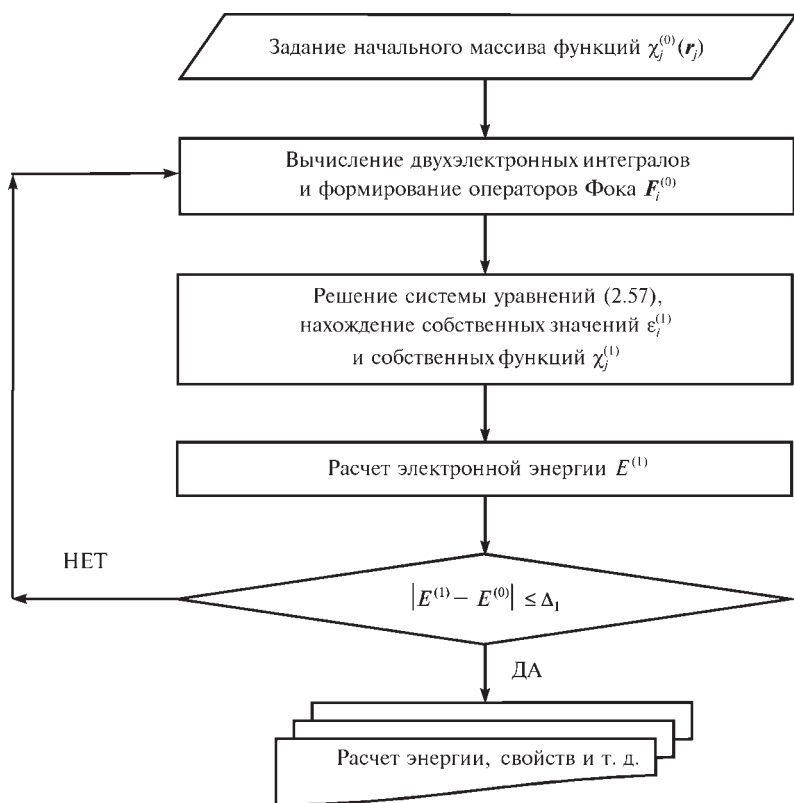 Задание начального массива функций χ_j^(0)(r_j)
Вычисление двухэлектронных интегралов
и формирование операторов Фока F_i^(0)
Решение системы уравнений (2.57),
нахождение собственных значений ε_i^(1)
и собственных функций χ_j^(1)
Расчет электронной энергии E^(1)
НЕТ
|E^(1) − E^(0)| ≤ Δ_1
ДА
Расчет энергии, свойств и т. д.